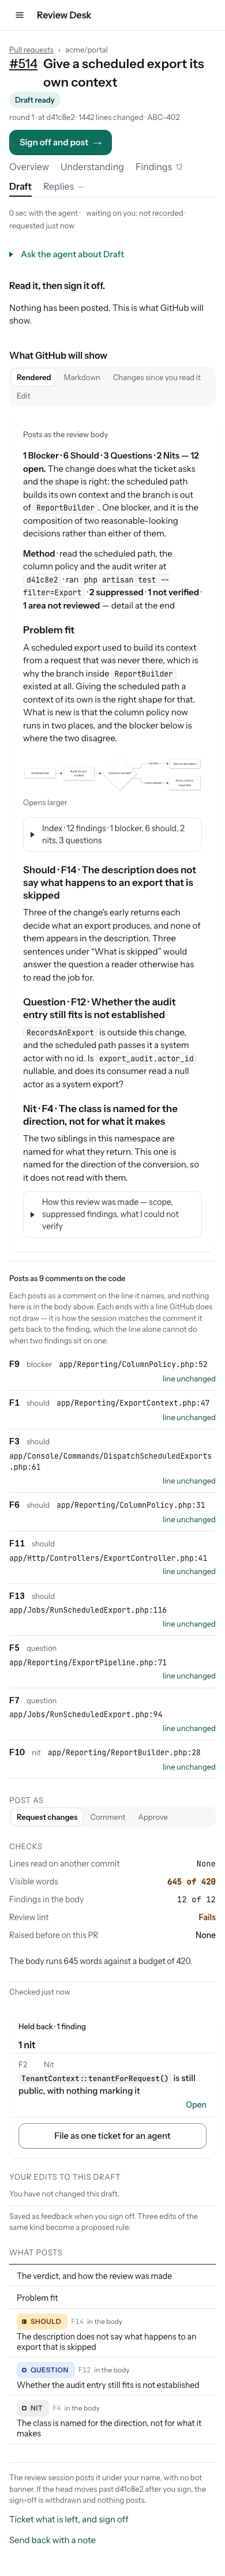 Review Desk
Pull requests › acme/portal
#514 Give a scheduled export its
own context
Draft ready
round 1 · at d41c8e2 · 1442 lines changed · ABC-402
Sign off and post →
Overview Understanding Findings 12
Draft Replies —
0 sec with the agent · waiting on you: not recorded ·
requested just now
Ask the agent about Draft
Read it, then sign it off.
Nothing has been posted. This is what GitHub will
show.
What GitHub will show
Rendered Markdown Changes since you read it
Edit
Posts as the review body
1 Blocker · 6 Should · 3 Questions · 2 Nits — 12
open. The change does what the ticket asks
and the shape is right: the scheduled path
builds its own context and the branch is out
of ReportBuilder. One blocker, and it is the
composition of two reasonable-looking
decisions rather than either of them.
Method · read the scheduled path, the
column policy and the audit writer at
d41c8e2 · ran php artisan test --
filter=Export · 2 suppressed · 1 not verified ·
1 area not reviewed — detail at the end
Problem fit
A scheduled export used to build its context
from a request that was never there, which is
why the branch inside ReportBuilder
existed at all. Giving the scheduled path a
context of its own is the right shape for that.
What is new is that the column policy now
runs in two places, and the blocker below is
where the two disagree.
Opens larger
Index · 12 findings · 1 blocker, 6 should, 2
nits, 3 questions
Should · F14 · The description does not
say what happens to an export that is
skipped
Three of the change's early returns each
decide what an export produces, and none of
them appears in the description. Three
sentences under “What is skipped” would
answer the question a reader otherwise has
to read the job for.
Question · F12 · Whether the audit
entry still fits is not established
RecordsAnExport is outside this change,
and the scheduled path passes it a system
actor with no id. Is export_audit.actor_id
nullable, and does its consumer read a null
actor as a system export?
Nit · F4 · The class is named for the
direction, not for what it makes
The two siblings in this namespace are
named for what they return. This one is
named for the direction of the conversion, so
it does not read with them.
How this review was made — scope,
suppressed findings, what I could not
verify
Posts as 9 comments on the code
Each posts as a comment on the line it names, and nothing
here is in the body above. Each ends with a line GitHub does
not draw — it is how the session matches the comment it
gets back to the finding, which the line alone cannot do
when two findings sit on one.
F9 blocker app/Reporting/ColumnPolicy.php:52
line unchanged
F1 should app/Reporting/ExportContext.php:47
line unchanged
F3 should
app/Console/Commands/DispatchScheduledExports
.php:61
line unchanged
F6 should app/Reporting/ColumnPolicy.php:31
line unchanged
F11 should
app/Http/Controllers/ExportController.php:41
line unchanged
F13 should
app/Jobs/RunScheduledExport.php:116
line unchanged
F5 question
app/Reporting/ExportPipeline.php:71
line unchanged
F7 question
app/Jobs/RunScheduledExport.php:94
line unchanged
F10 nit app/Reporting/ReportBuilder.php:28
line unchanged
POST AS
Request changes Comment Approve
CHECKS
Lines read on another commit None
Visible words 645 of 420
Findings in the body 12 of 12
Review lint Fails
Raised before on this PR None
The body runs 645 words against a budget of 420.
Checked just now
Held back · 1 finding
1 nit
F2 Nit
TenantContext::tenantForRequest() is still
public, with nothing marking it
Open
File as one ticket for an agent
YOUR EDITS TO THIS DRAFT
You have not changed this draft.
Saved as feedback when you sign off. Three edits of the
same kind become a proposed rule.
WHAT POSTS
The verdict, and how the review was made
Problem fit
SHOULD F14 in the body
The description does not say what happens to an
export that is skipped
QUESTION F12 in the body
Whether the audit entry still fits is not established
NIT F4 in the body
The class is named for the direction, not for what it
makes
The review session posts it under your name, with no bot
banner. If the head moves past d41c8e2 after you sign, the
sign-off is withdrawn and nothing posts.
Ticket what is left, and sign off
Send back with a note